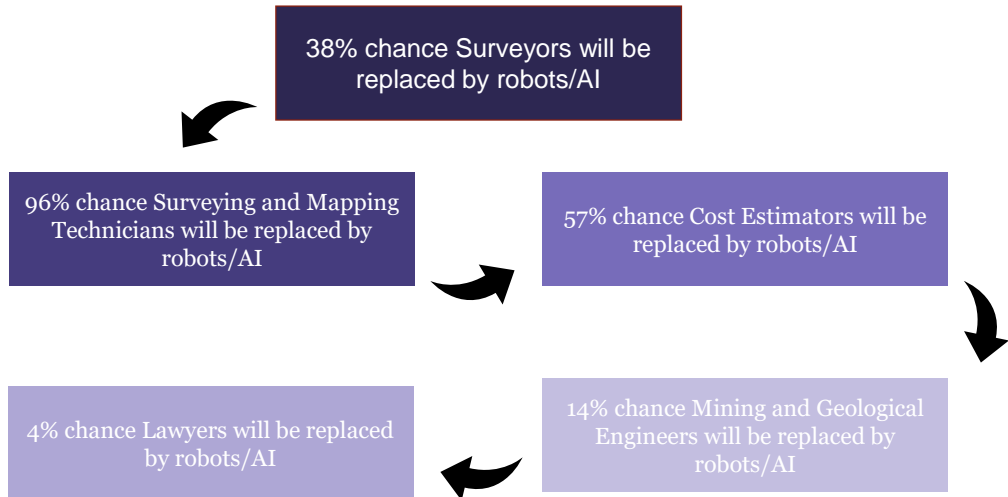 38% chance Surveyors will be
replaced by robots/AI
96% chance Surveying and Mapping
Technicians will be replaced by
robots/AI
57% chance Cost Estimators will be
replaced by robots/AI
14% chance Mining and Geological
Engineers will be replaced by
robots/AI
4% chance Lawyers will be replaced
by robots/AI